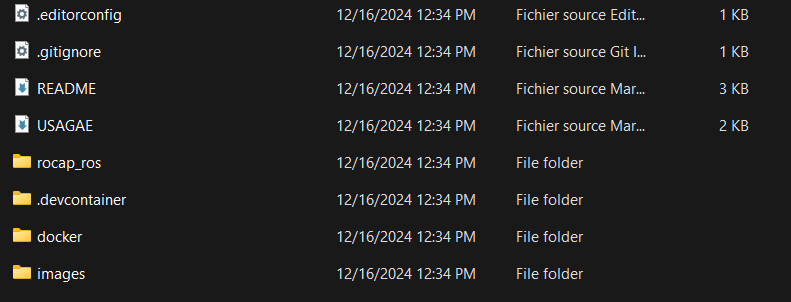 .editorconfig 12/16/2024 12:34 PM Fichier source Edit... 1 KB
.gitignore 12/16/2024 12:34 PM Fichier source Git I... 1 KB
README 12/16/2024 12:34 PM Fichier source Mar... 3 KB
USAGAE 12/16/2024 12:34 PM Fichier source Mar... 2 KB
rocap_ros 12/16/2024 12:34 PM File folder
.devcontainer 12/16/2024 12:34 PM File folder
docker 12/16/2024 12:34 PM File folder
images 12/16/2024 12:34 PM File folder